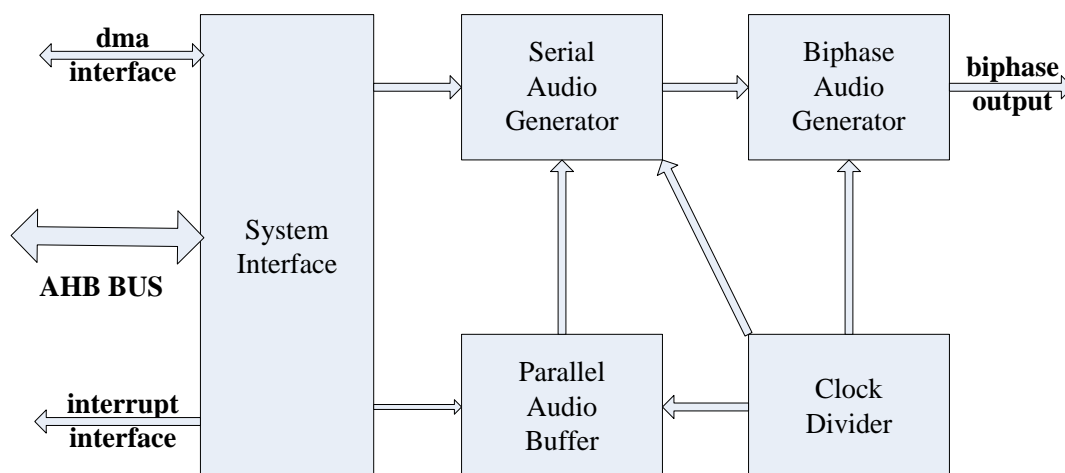 dma
interface
AHB BUS
interrupt
interface
System
Interface
Serial
Audio
Generator
Biphase
Audio
Generator
biphase
output
Parallel
Audio
Buffer
Clock
Divider